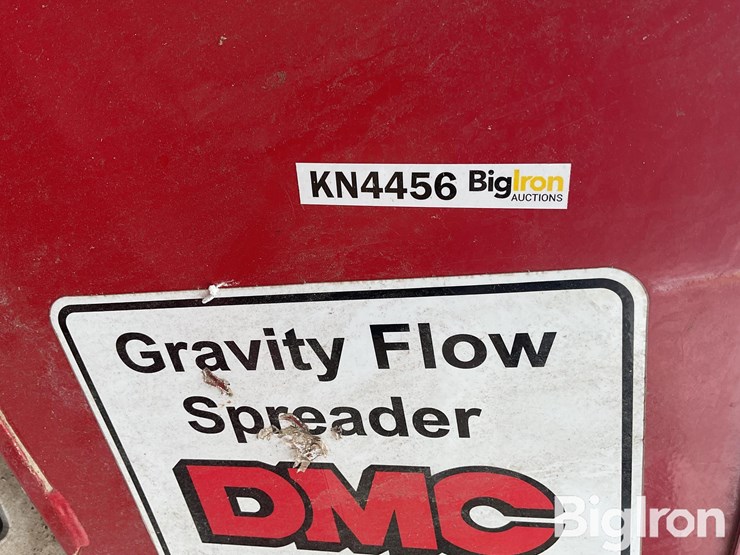 KN4456 BigIron
AUCTIONS
Gravity Flow
Spreader
DMC
BigIron